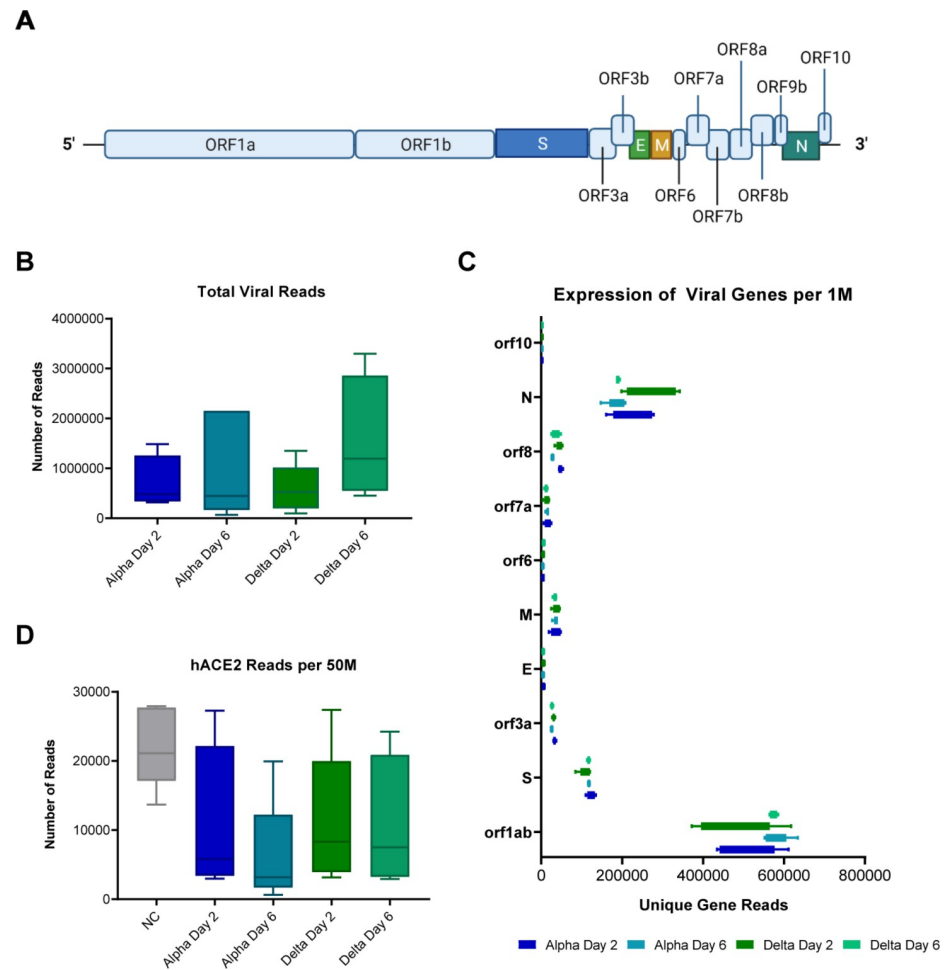 A
ORF8a
ORF3b ORF7a ORF10
ORF9b
5' ORF1a ORF1b S E M N 3'
ORF3a ORF6 ORF8b
ORF7b
B
Total Viral Reads
Number of Reads
4000000
3000000
2000000
1000000
0
Alpha Day 2
Alpha Day 6
Delta Day 2
Delta Day 6
C
Expression of Viral Genes per 1M
orf10
N
orf8
orf7a
orf6
M
E
orf3a
S
orf1ab
0 200000 400000 600000 800000
Unique Gene Reads
Alpha Day 2 Alpha Day 6 Delta Day 2 Delta Day 6
D
hACE2 Reads per 50M
Number of Reads
30000
20000
10000
0
NC
Alpha Day 2
Alpha Day 6
Delta Day 2
Delta Day 6